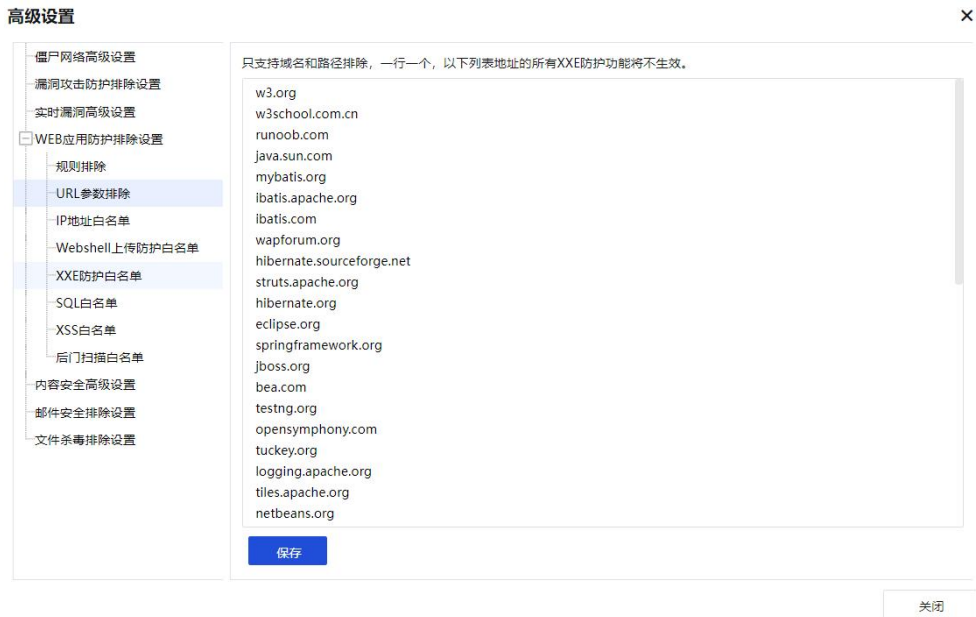 高级设置
僵尸网络高级设置
漏洞攻击防护排除设置
实时漏洞高级设置
WEB应用防护排除设置
规则排除
URL参数排除
IP地址白名单
Webshell上传防护白名单
XXE防护白名单
SQL白名单
XSS白名单
后门扫描白名单
内容安全高级设置
邮件安全排除设置
文件杀毒排除设置
只支持域名和路径排除，一行一个，以下列表地址的所有XXE防护功能将不生效。
w3.org
w3school.com.cn
runoob.com
java.sun.com
mybatis.org
ibatis.apache.org
ibatis.com
wapforum.org
hibernate.sourceforge.net
struts.apache.org
hibernate.org
eclipse.org
springframework.org
jboss.org
bea.com
testng.org
opensymphony.com
tuckey.org
logging.apache.org
tiles.apache.org
netbeans.org
保存
关闭